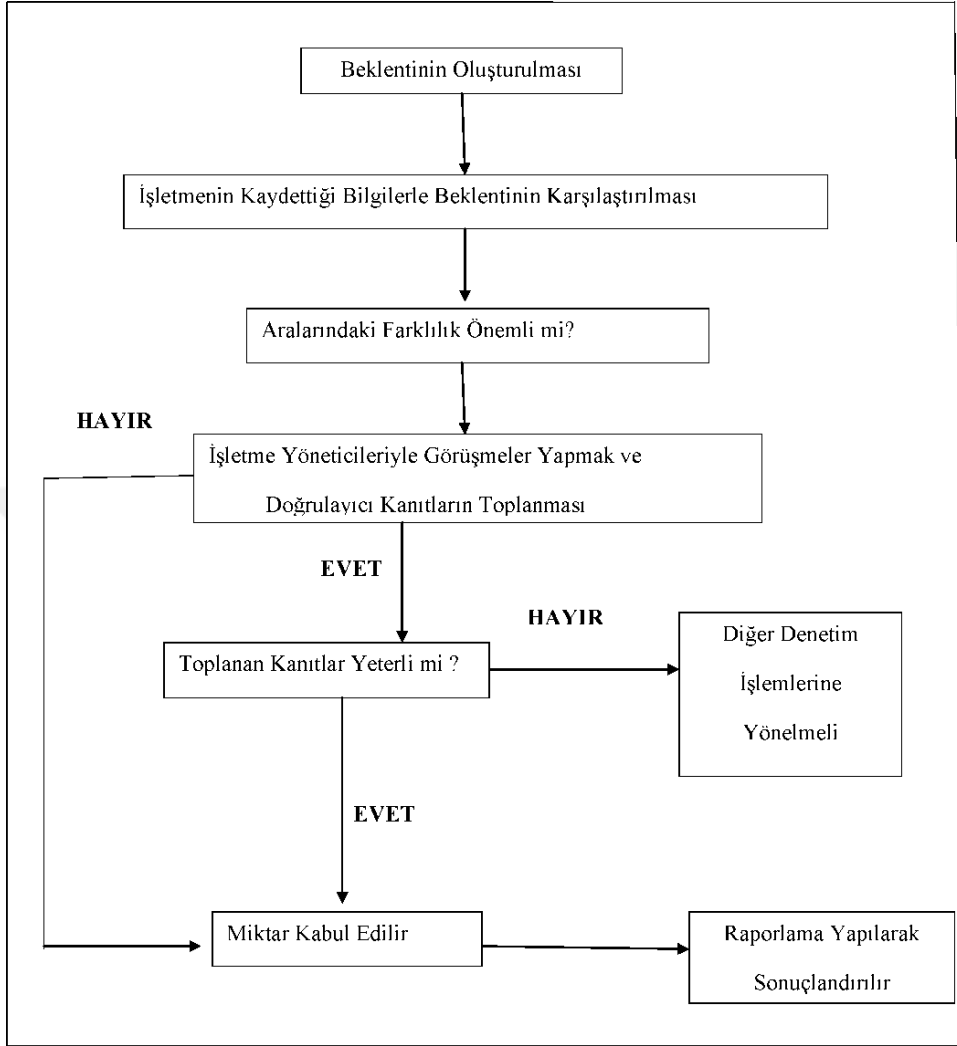 Beklentinin Oluşturulması
İşletmenin Kaydettiği Bilgilerle Beklentinin Karşılaştırılması
Aralarındaki Farklılık Önemli mi?
HAYIR
İşletme Yöneticileriyle Görüşmeler Yapmak ve
Doğrulayıcı Kanıtların Toplanması
EVET
HAYIR
Toplanan Kanıtlar Yeterli mi ?
Diğer Denetim
İşlemlerine
Yönelmeli
EVET
Miktar Kabul Edilir
Raporlama Yapılarak
Sonuçlandırılır